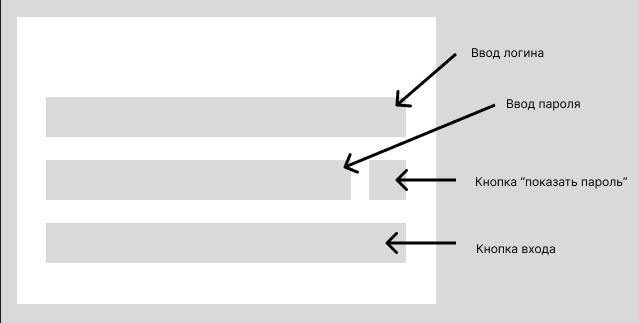 Ввод логина
Ввод пароля
Кнопка “показать пароль”
Кнопка входа